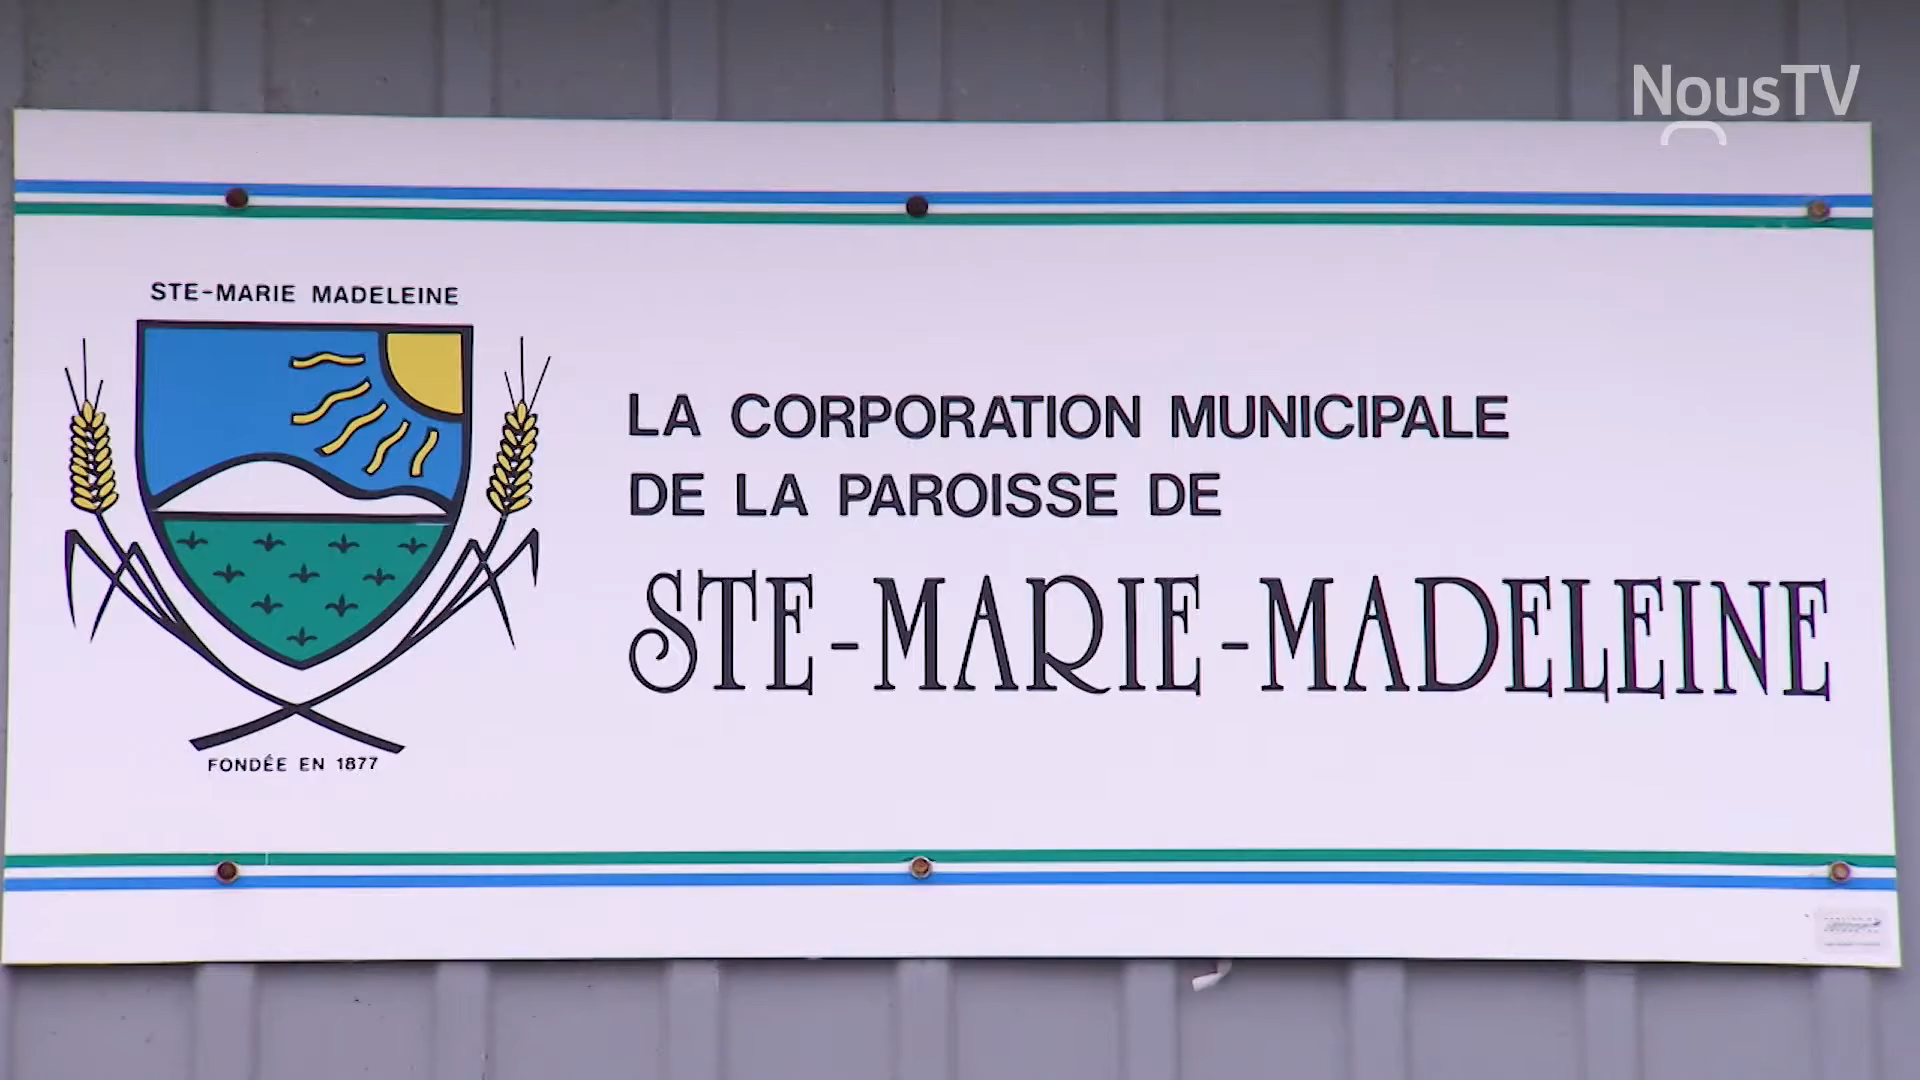 NousTV
STE-MARIE MADELEINE
FONDÉE EN 1877
LA CORPORATION MUNICIPALE
DE LA PAROISSE DE
STE-MARIE-MADELEINE